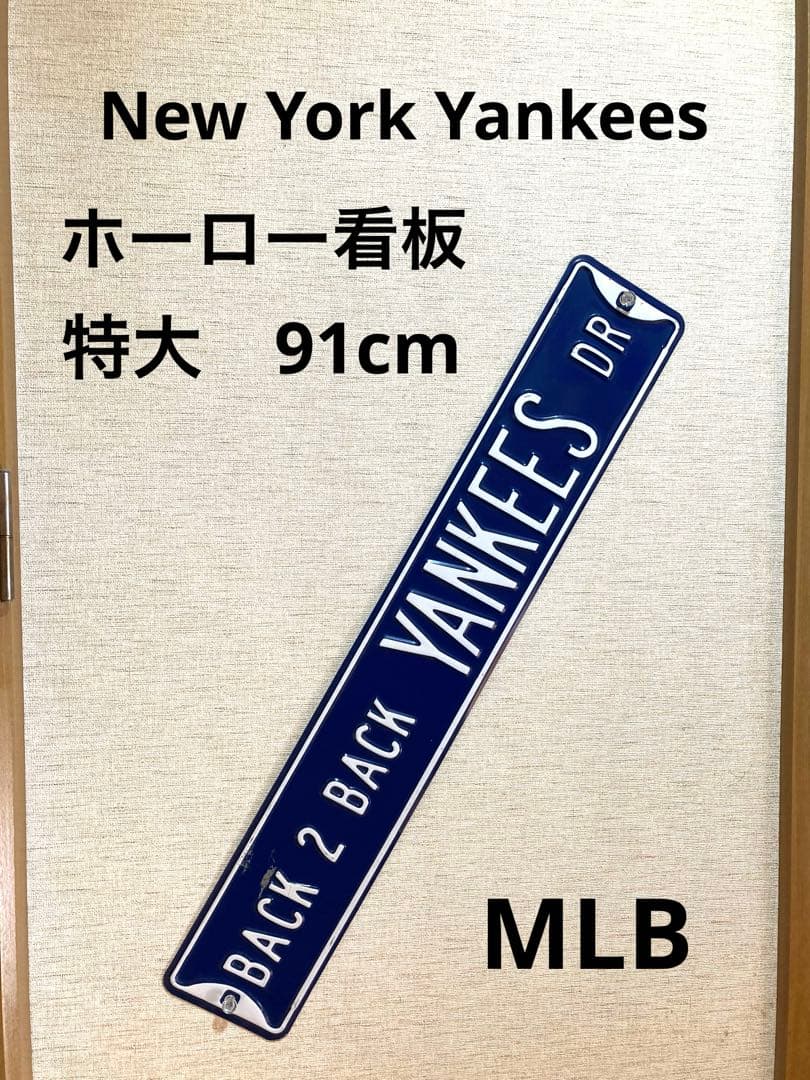 New York Yankees
ホーロー看板
特大　91cm
BACK 2 BACK YANKEES DR
MLB